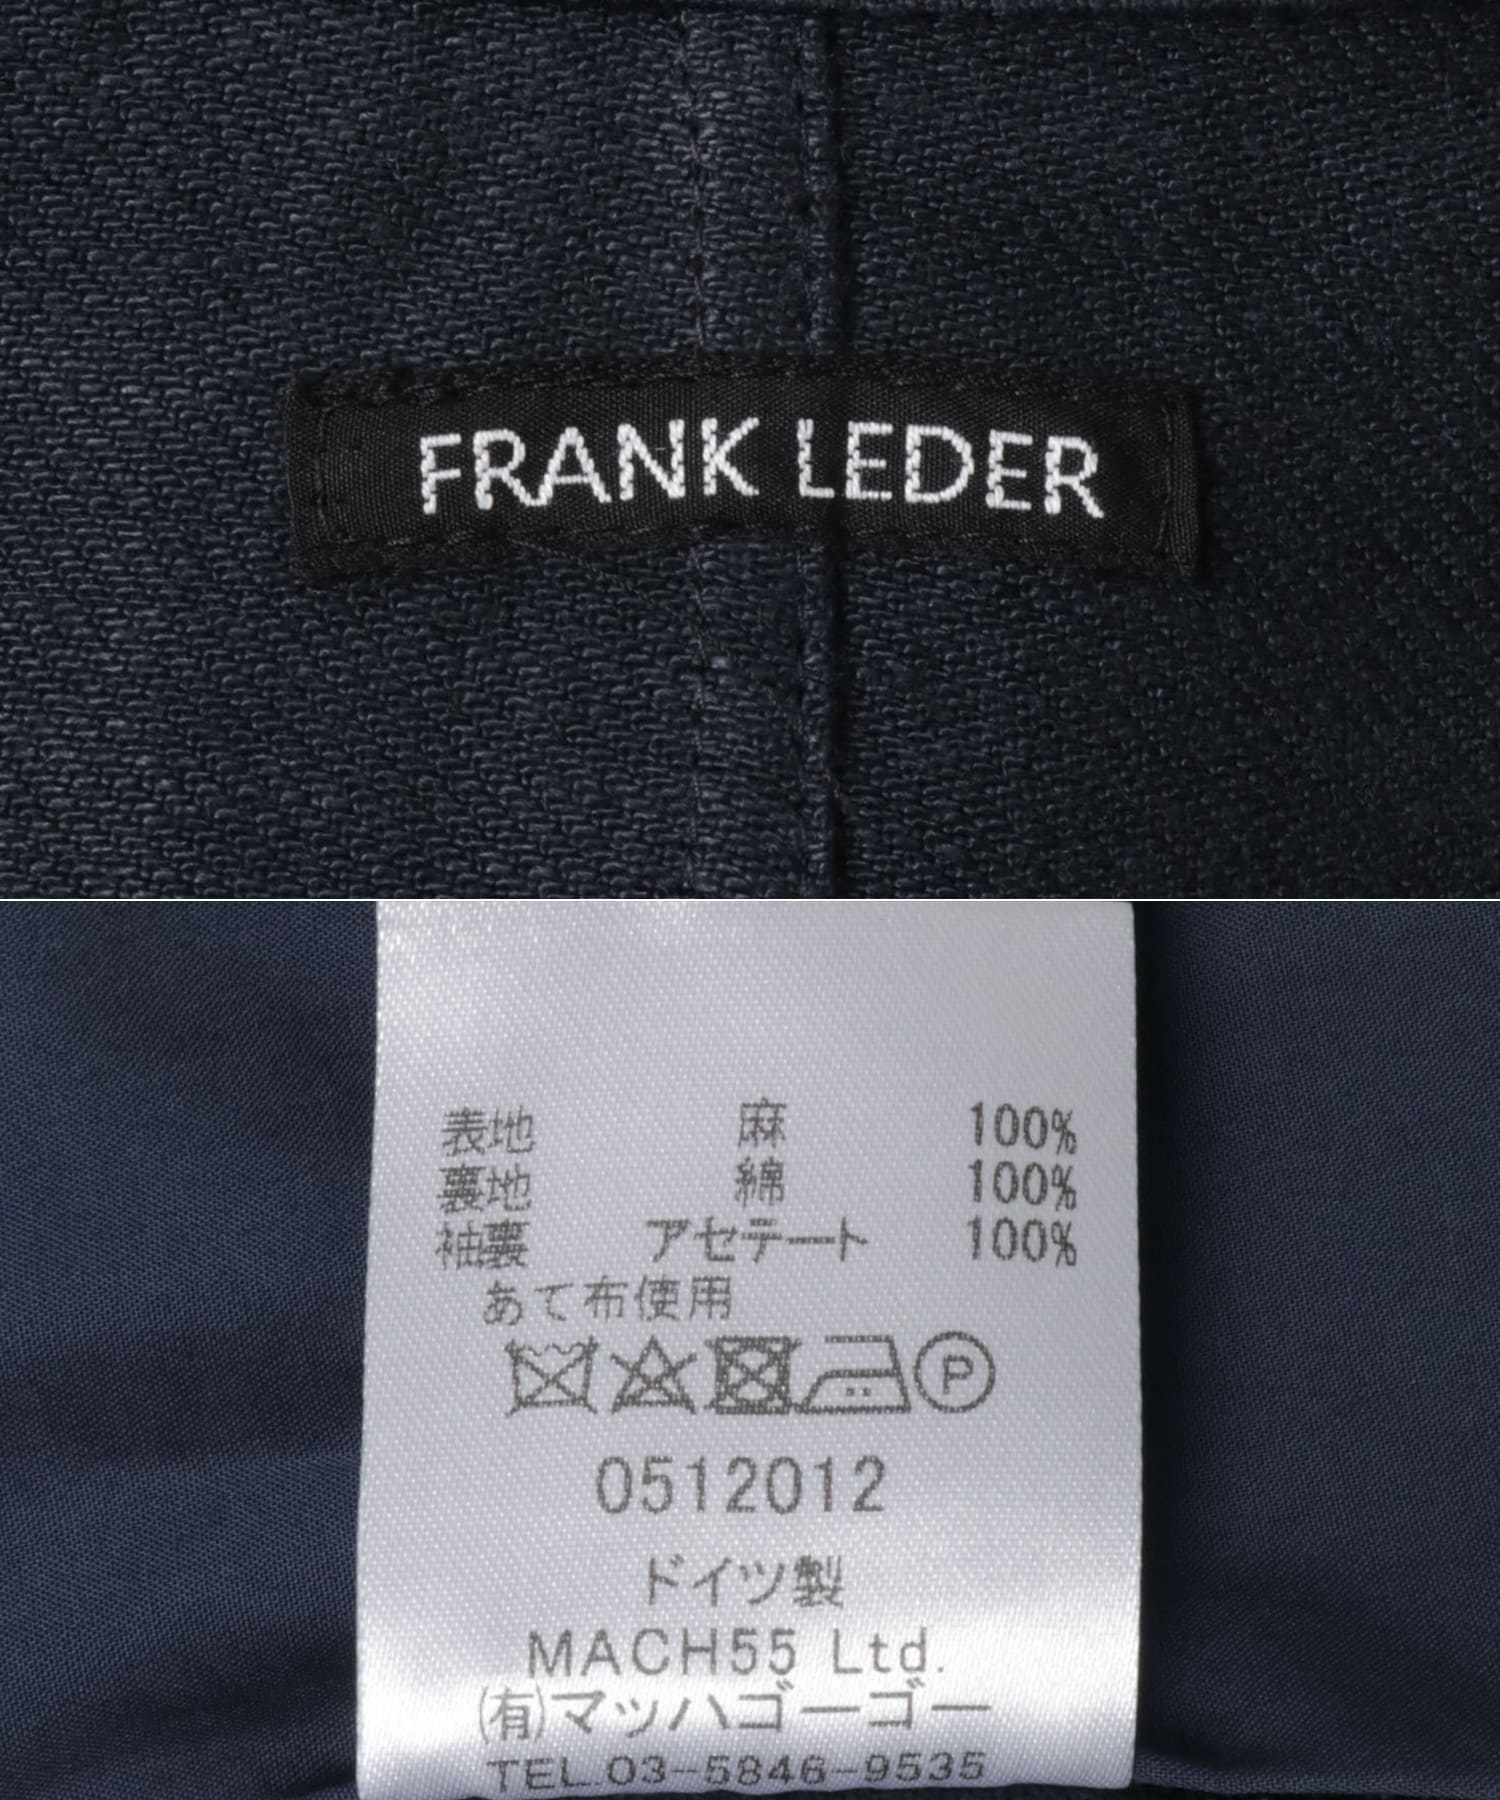 FRANK LEDER
表地 麻 100%
裏地 綿 100%
袖裏 アセテート 100%
あて布使用
P
0512012
ドイツ製
MACH55 Ltd.
(有)マッハゴーゴー
TEL.03-5846-9535